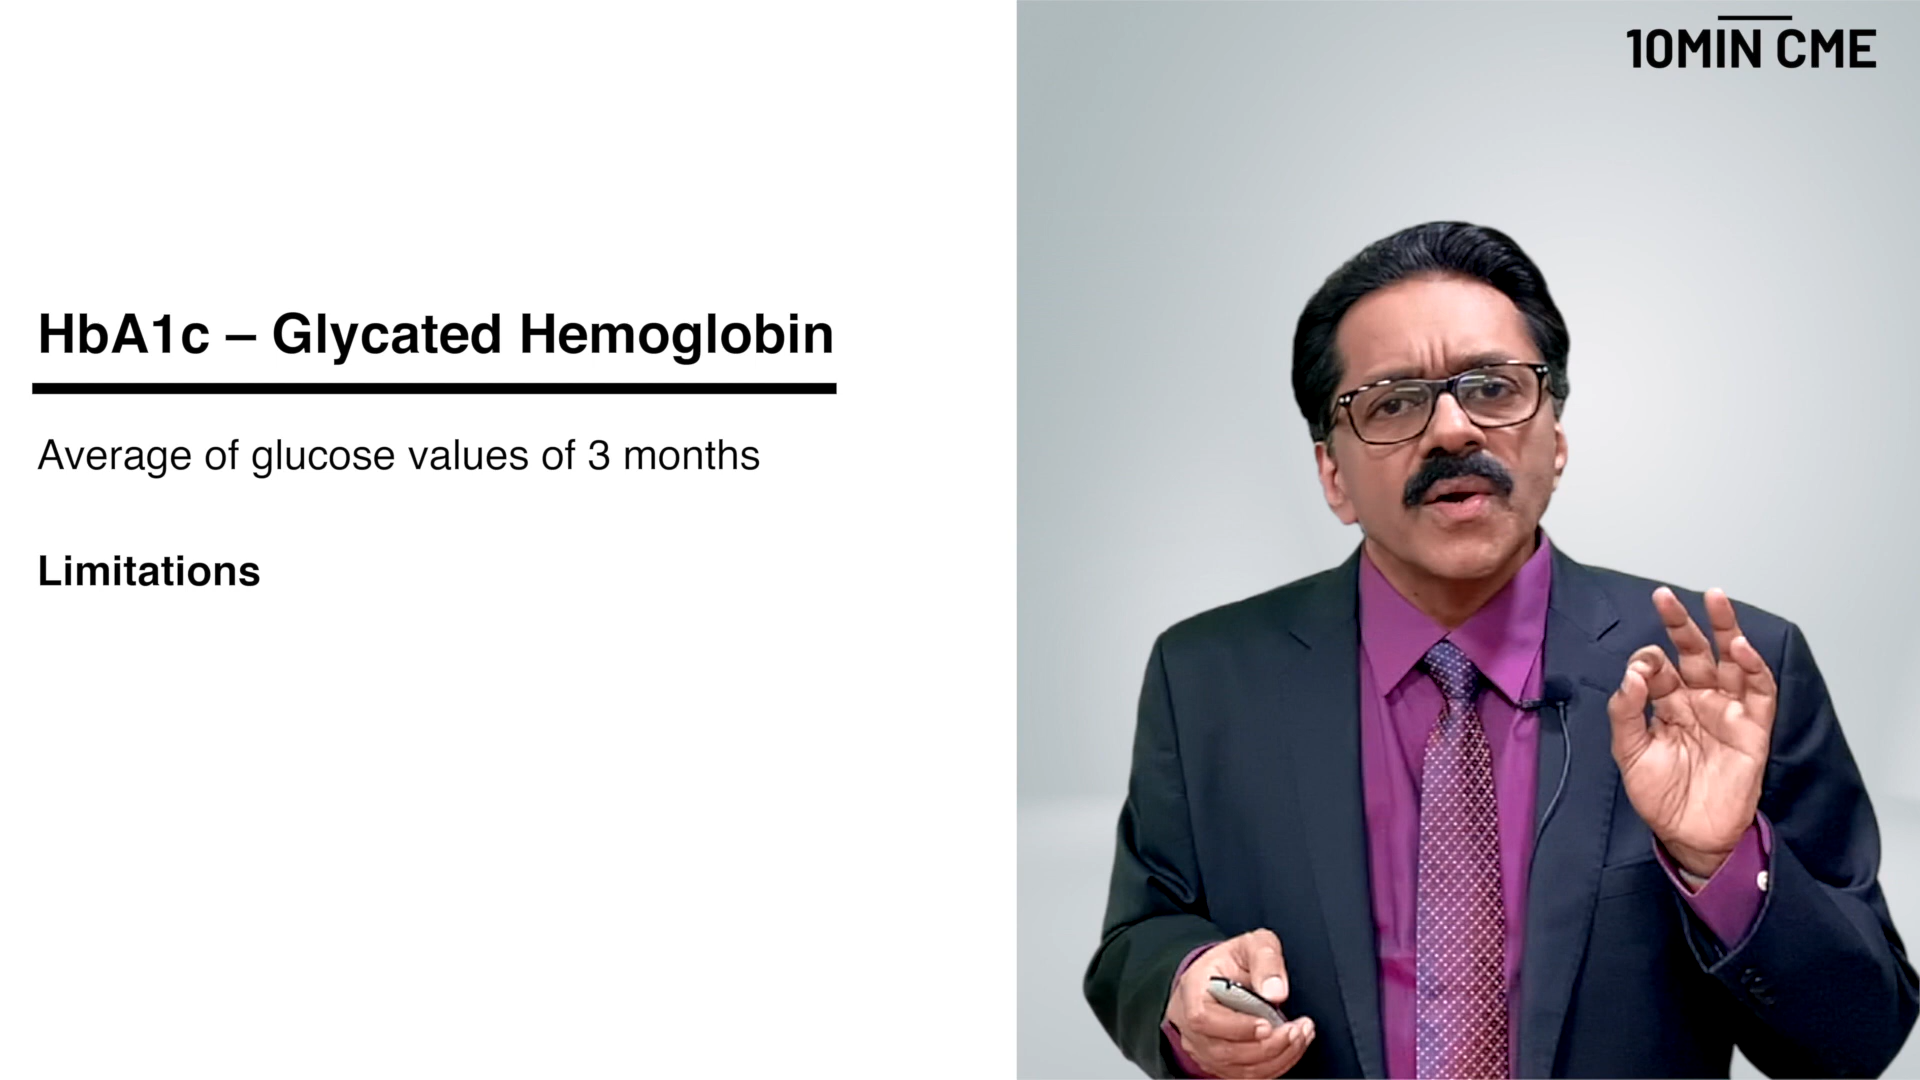 10MIN CME
HbA1c – Glycated Hemoglobin
Average of glucose values of 3 months
Limitations